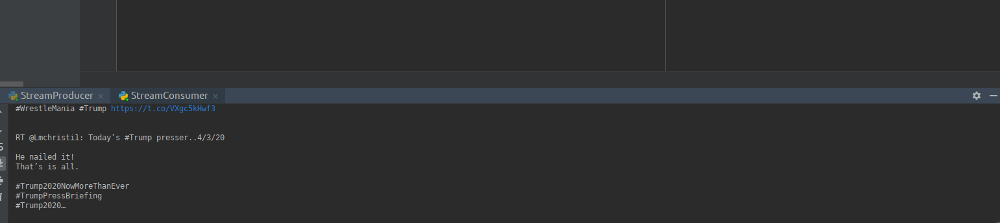 StreamProducer × StreamConsumer ×
#WrestleMania #Trump https://t.co/VXgc5kHwf3
RT @Lmchristi1: Today’s #Trump presser..4/3/20
He nailed it!
That’s is all.
#Trump2020NowMoreThanEver
#TrumpPressBriefing
#Trump2020…